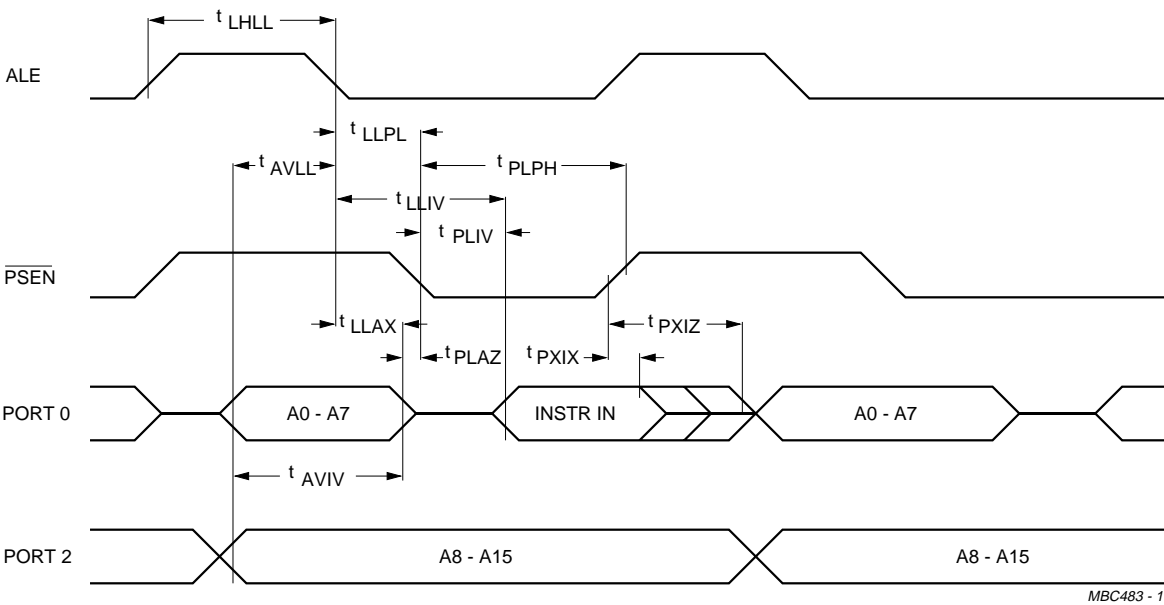 t LHLL
ALE
t LLPL
t AVLL
t PLPH
t LLIV
t PLIV
PSEN
t LLAX
t PXIZ
t PLAZ
t PXIX
PORT 0
A0 - A7
INSTR IN
A0 - A7
t AVIV
PORT 2
A8 - A15
A8 - A15
MBC483 - 1